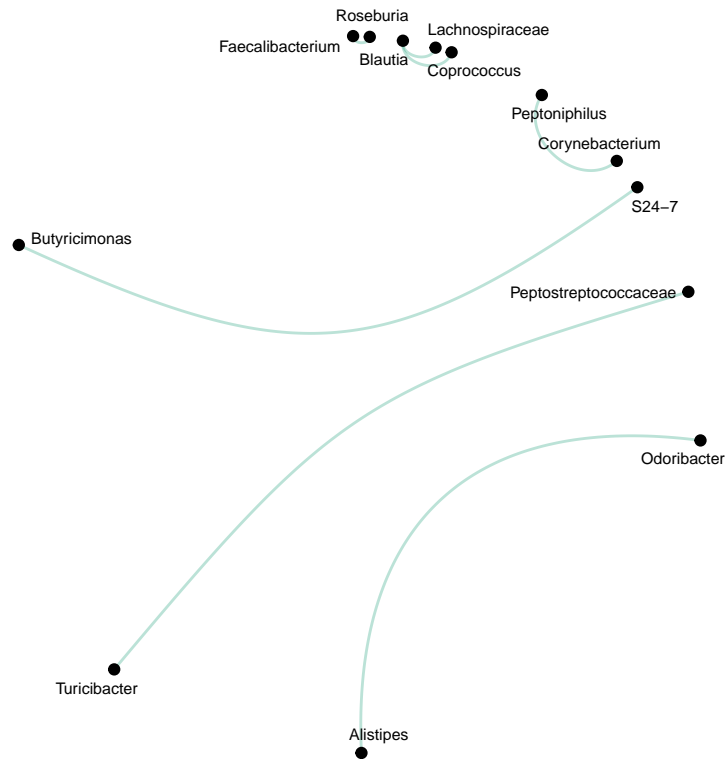 Roseburia
Lachnospiraceae
Faecalibacterium
Blautia
Coprococcus
Peptoniphilus
Corynebacterium
S24−7
Butyricimonas
Peptostreptococcaceae
Odoribacter
Turicibacter
Alistipes